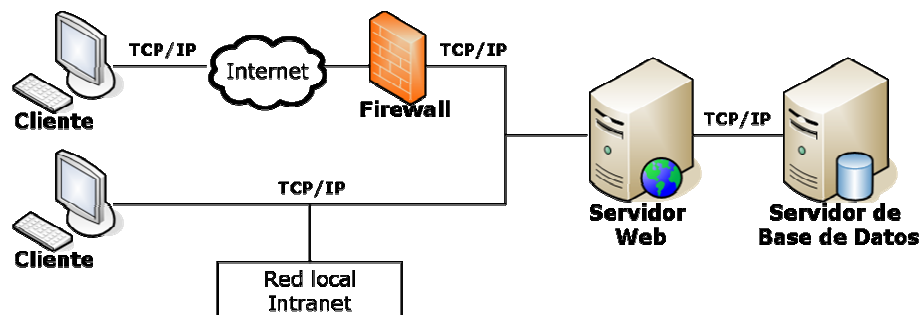 TCP/IP
Internet
TCP/IP
Cliente
Firewall
TCP/IP
TCP/IP
Cliente
Servidor
Web
Servidor de
Base de Datos
Red local
Intranet